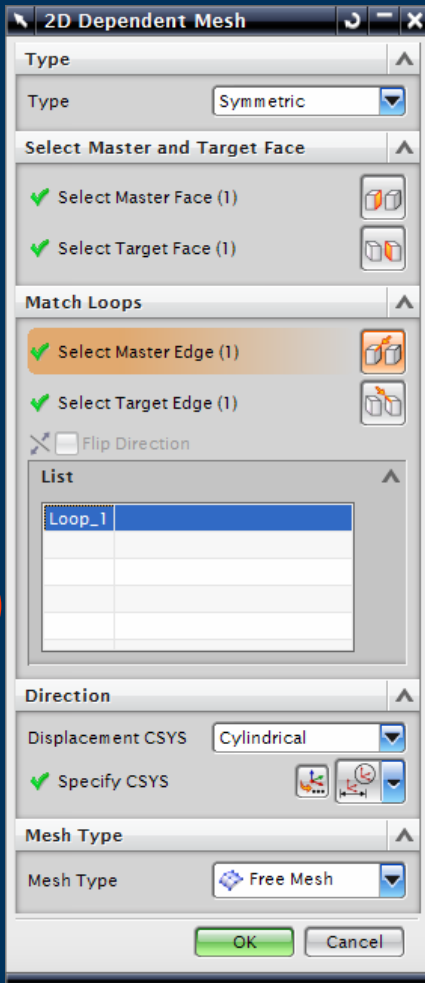 2D Dependent Mesh
Type
Type Symmetric
Select Master and Target Face
Select Master Face (1)
Select Target Face (1)
Match Loops
Select Master Edge (1)
Select Target Edge (1)
Flip Direction
List
Loop_1
Direction
Displacement CSYS Cylindrical
Specify CSYS
Mesh Type
Mesh Type Free Mesh
OK Cancel